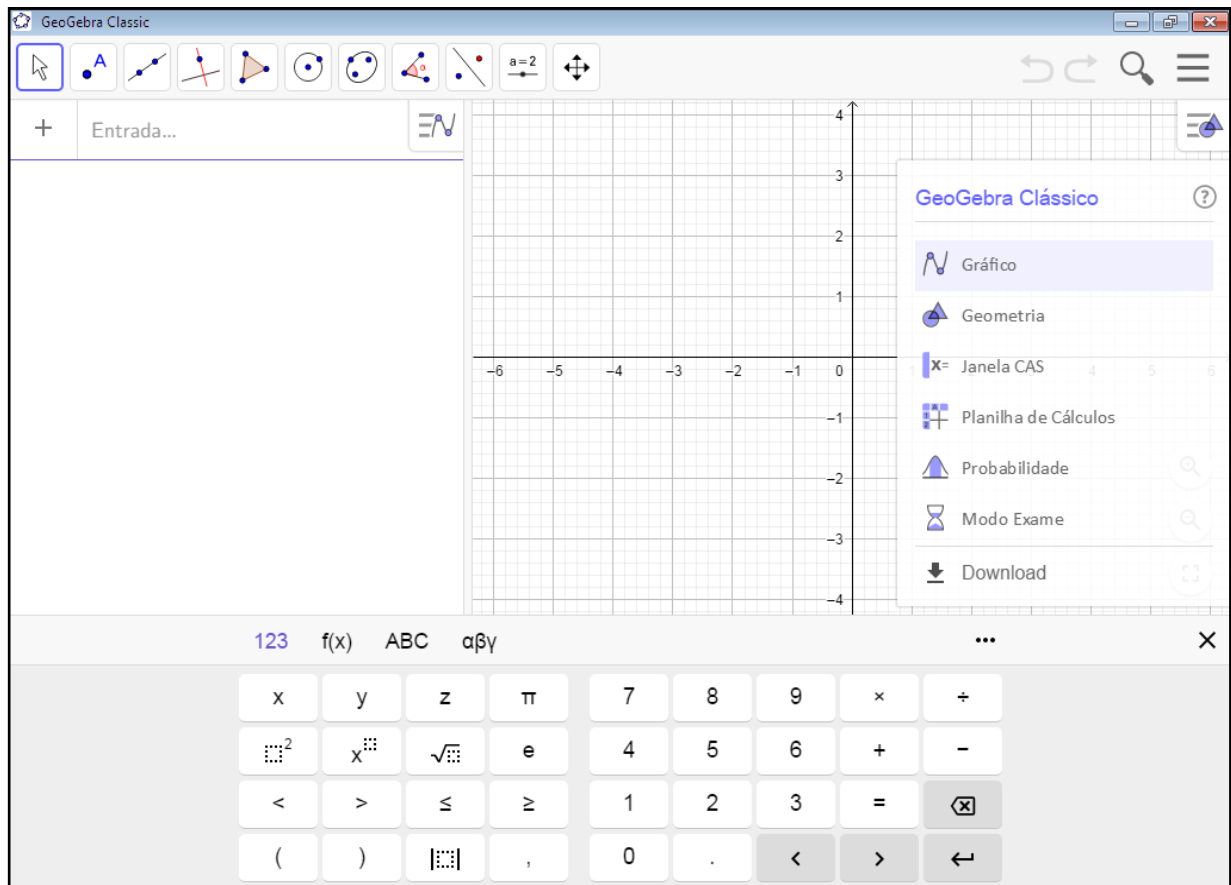 GeoGebra Classic
A
α
a=2
+ Entrada...
4
3
GeoGebra Clássico ?
2
Gráfico
1
Geometria
−6 −5 −4 −3 −2 −1 0 1 4 5 6
X= Janela CAS
−1
Planilha de Cálculos
−2
Probabilidade
−3
Modo Exame
Download
−4
123 f(x) ABC αβγ ••• ×
x y z π 7 8 9 × ÷
2 x √ e 4 5 6 + −
< > ≤ ≥ 1 2 3 =
( ) | | , 0 . < >